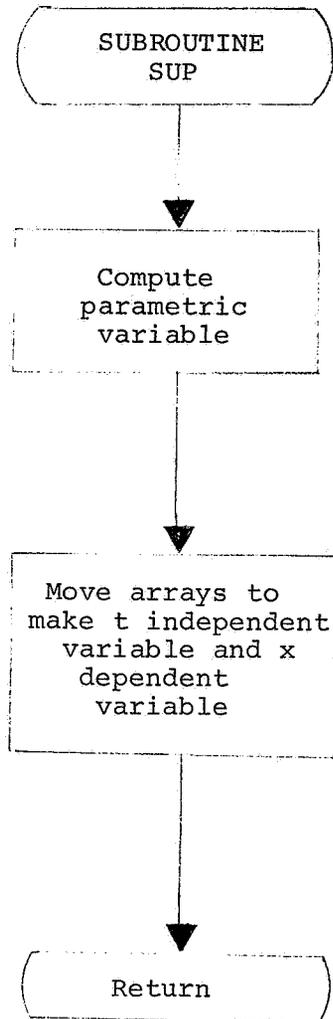 SUBROUTINE
SUP
Compute
parametric
variable
Move arrays to
make t independent
variable and x
dependent
variable
Return